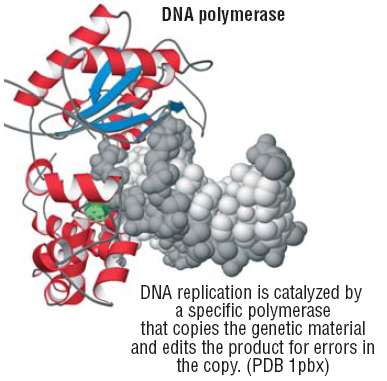 DNA polymerase
DNA replication is catalyzed by
a specific polymerase
that copies the genetic material
and edits the product for errors in
the copy. (PDB 1pbx)